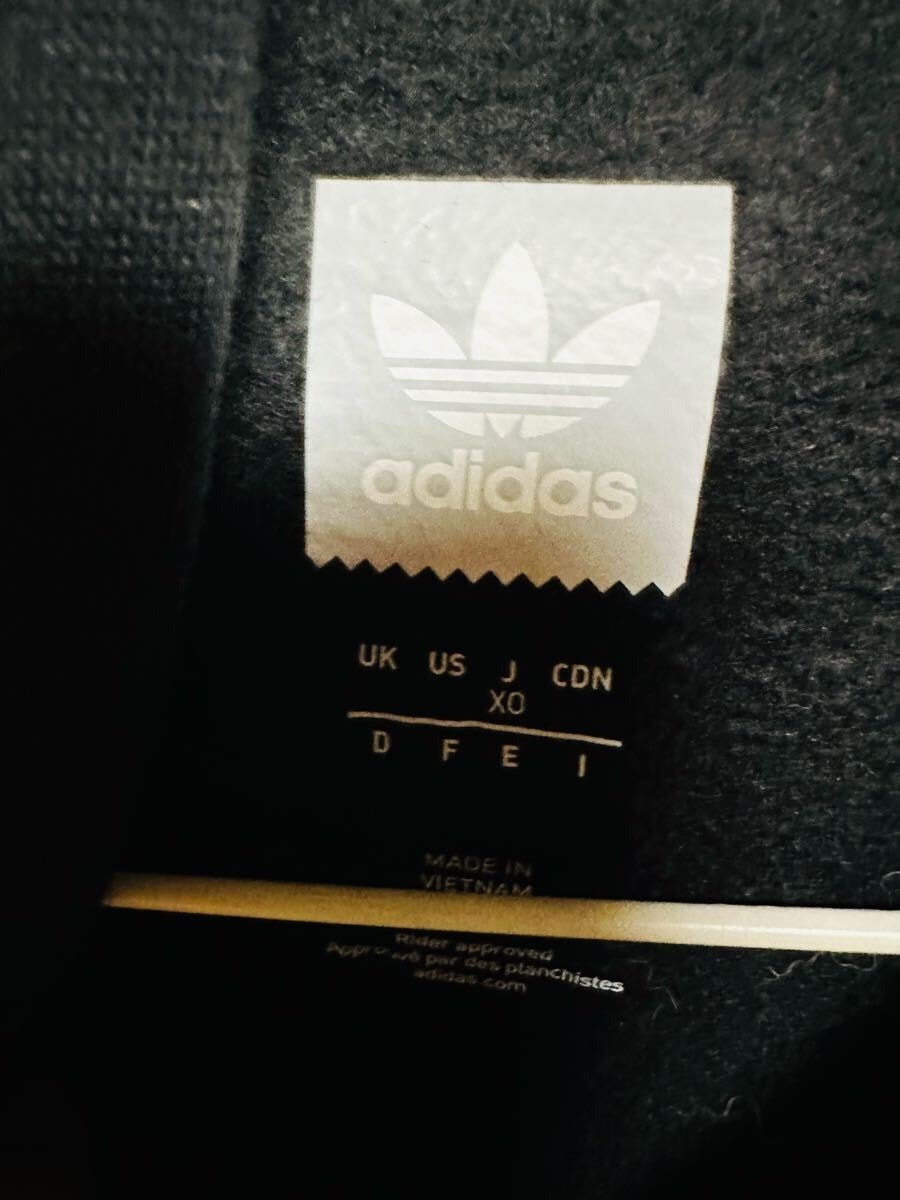 adidas
UK US J CDN
XO
D F E I
MADE IN
VIETNAM
Rider approved
Approuvé par des planchistes
adidas.com